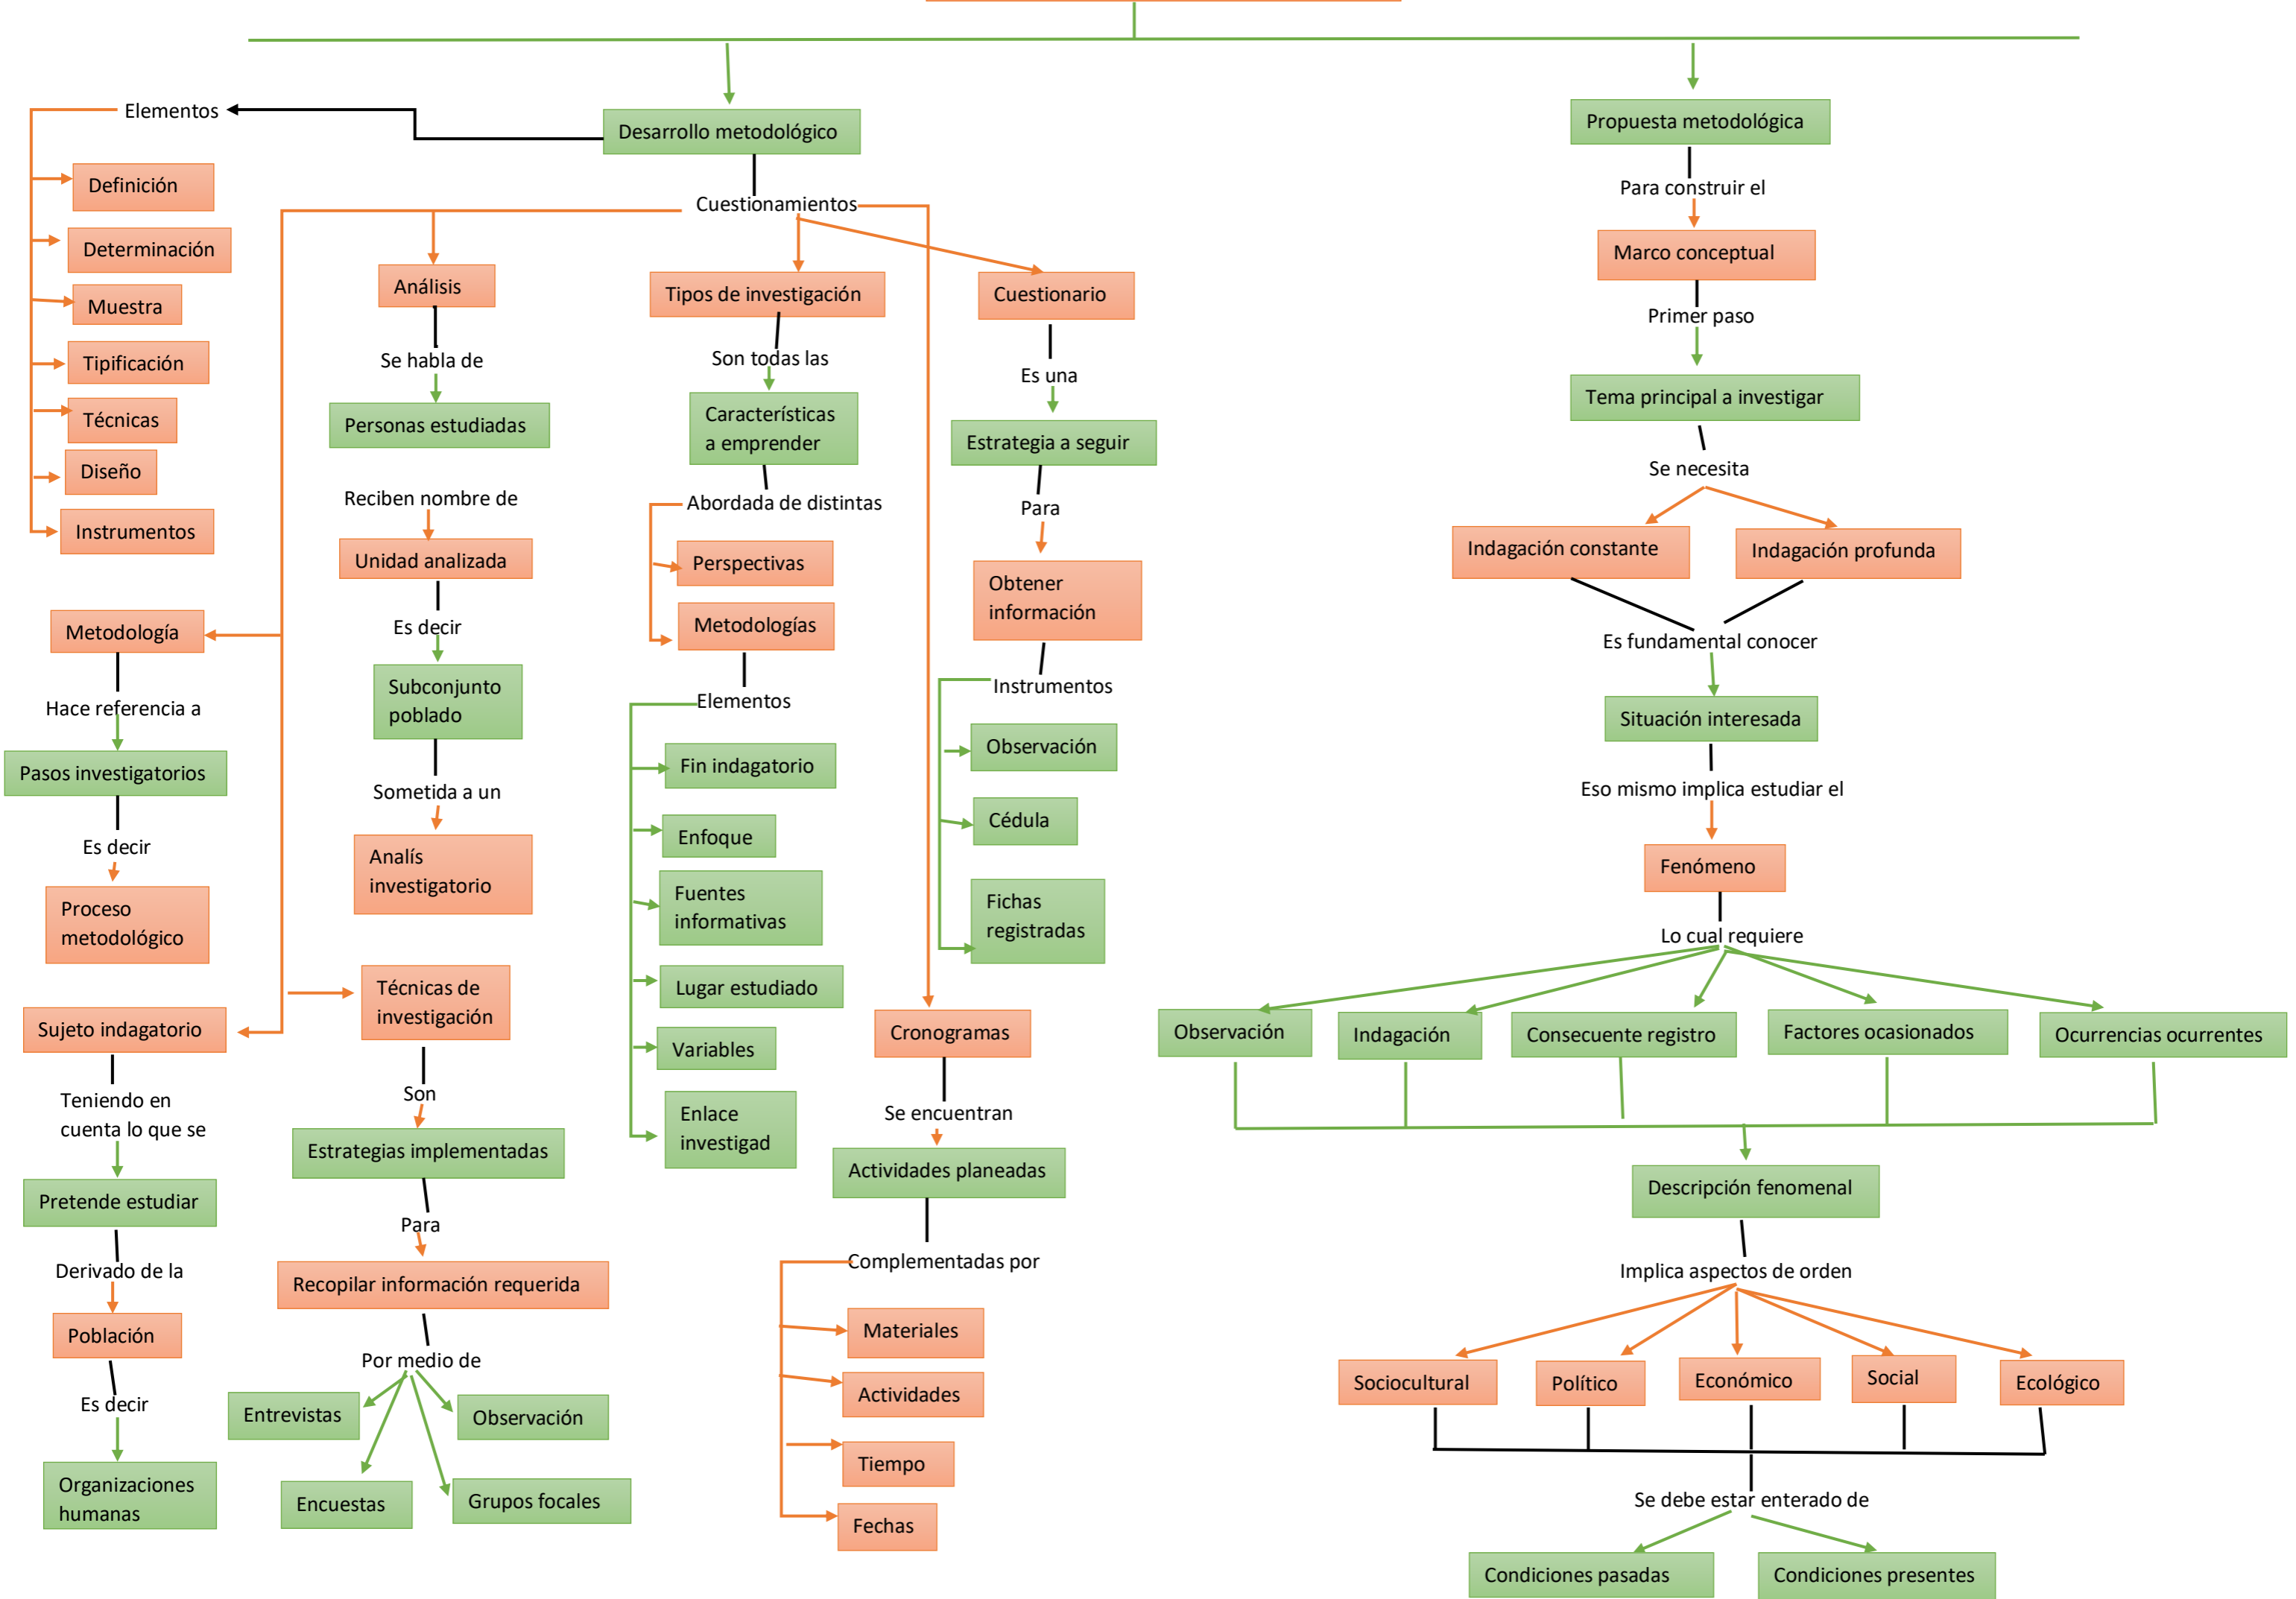 Desarrollo metodológico
Elementos
Definición
Determinación
Muestra
Tipificación
Técnicas
Diseño
Instrumentos
Cuestionamientos
Metodología
Hace referencia a
Pasos investigatorios
Es decir
Proceso
metodológico
Sujeto indagatorio
Teniendo en
cuenta lo que se
Pretende estudiar
Derivado de la
Población
Es decir
Organizaciones
humanas
Análisis
Se habla de
Personas estudiadas
Reciben nombre de
Unidad analizada
Es decir
Subconjunto
poblado
Sometida a un
Analís
investigatorio
Técnicas de
investigación
Son
Estrategias implementadas
Para
Recopilar información requerida
Por medio de
Entrevistas
Observación
Encuestas
Grupos focales
Tipos de investigación
Son todas las
Características
a emprender
Abordada de distintas
Perspectivas
Metodologías
Elementos
Fin indagatorio
Enfoque
Fuentes
informativas
Lugar estudiado
Variables
Enlace
investigad
Cuestionario
Es una
Estrategia a seguir
Para
Obtener
información
Instrumentos
Observación
Cédula
Fichas
registradas
Cronogramas
Se encuentran
Actividades planeadas
Complementadas por
Materiales
Actividades
Tiempo
Fechas
Propuesta metodológica
Para construir el
Marco conceptual
Primer paso
Tema principal a investigar
Se necesita
Indagación constante
Indagación profunda
Es fundamental conocer
Situación interesada
Eso mismo implica estudiar el
Fenómeno
Lo cual requiere
Observación
Indagación
Consecuente registro
Factores ocasionados
Ocurrencias ocurrentes
Descripción fenomenal
Implica aspectos de orden
Sociocultural
Político
Económico
Social
Ecológico
Se debe estar enterado de
Condiciones pasadas
Condiciones presentes